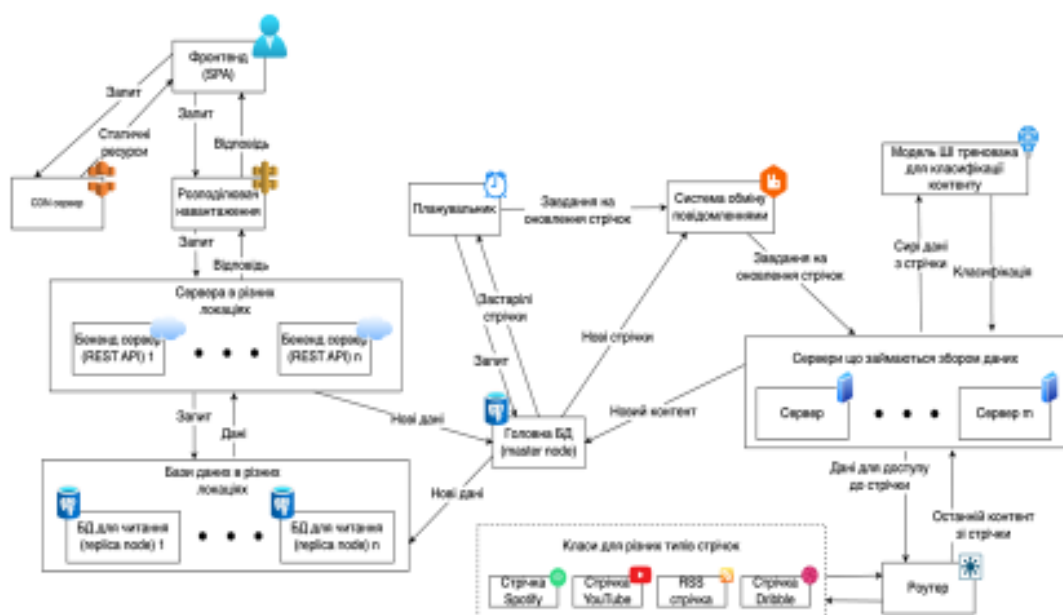 Фронтенд
(SPA)
Запит
Статичні
ресурси
Запит
Відповідь
CDN сервер
Розподілювач
навантаження
Запит
Відповідь
Сервера в різних
локаціях
Бекенд сервер
(REST API) 1
Бекенд сервер
(REST API) n
Запит
Дані
Нові дані
Бази даних в різних
локаціях
БД для читання
(replica node) 1
БД для читання
(replica node) n
Планувальник
Завдання на
оновлення стрічок
Система обміну
повідомленнями
Застарілі
стрічки
Запит
Нові стрічки
Завдання на
оновлення стрічок
Головна БД
(master node)
Нові дані
Новий контент
Модель ШІ тренована
для класифікації
контенту
Сирі дані
з стрічки
Класифікація
Сервери що займаються збором даних
Сервер
Сервер m
Дані для доступу
до стрічки
Останній контент
зі стрічки
Класи для різних типів стрічок
Стрічка
Spotify
Стрічка
YouTube
RSS
стрічка
Стрічка
Dribble
Роутер